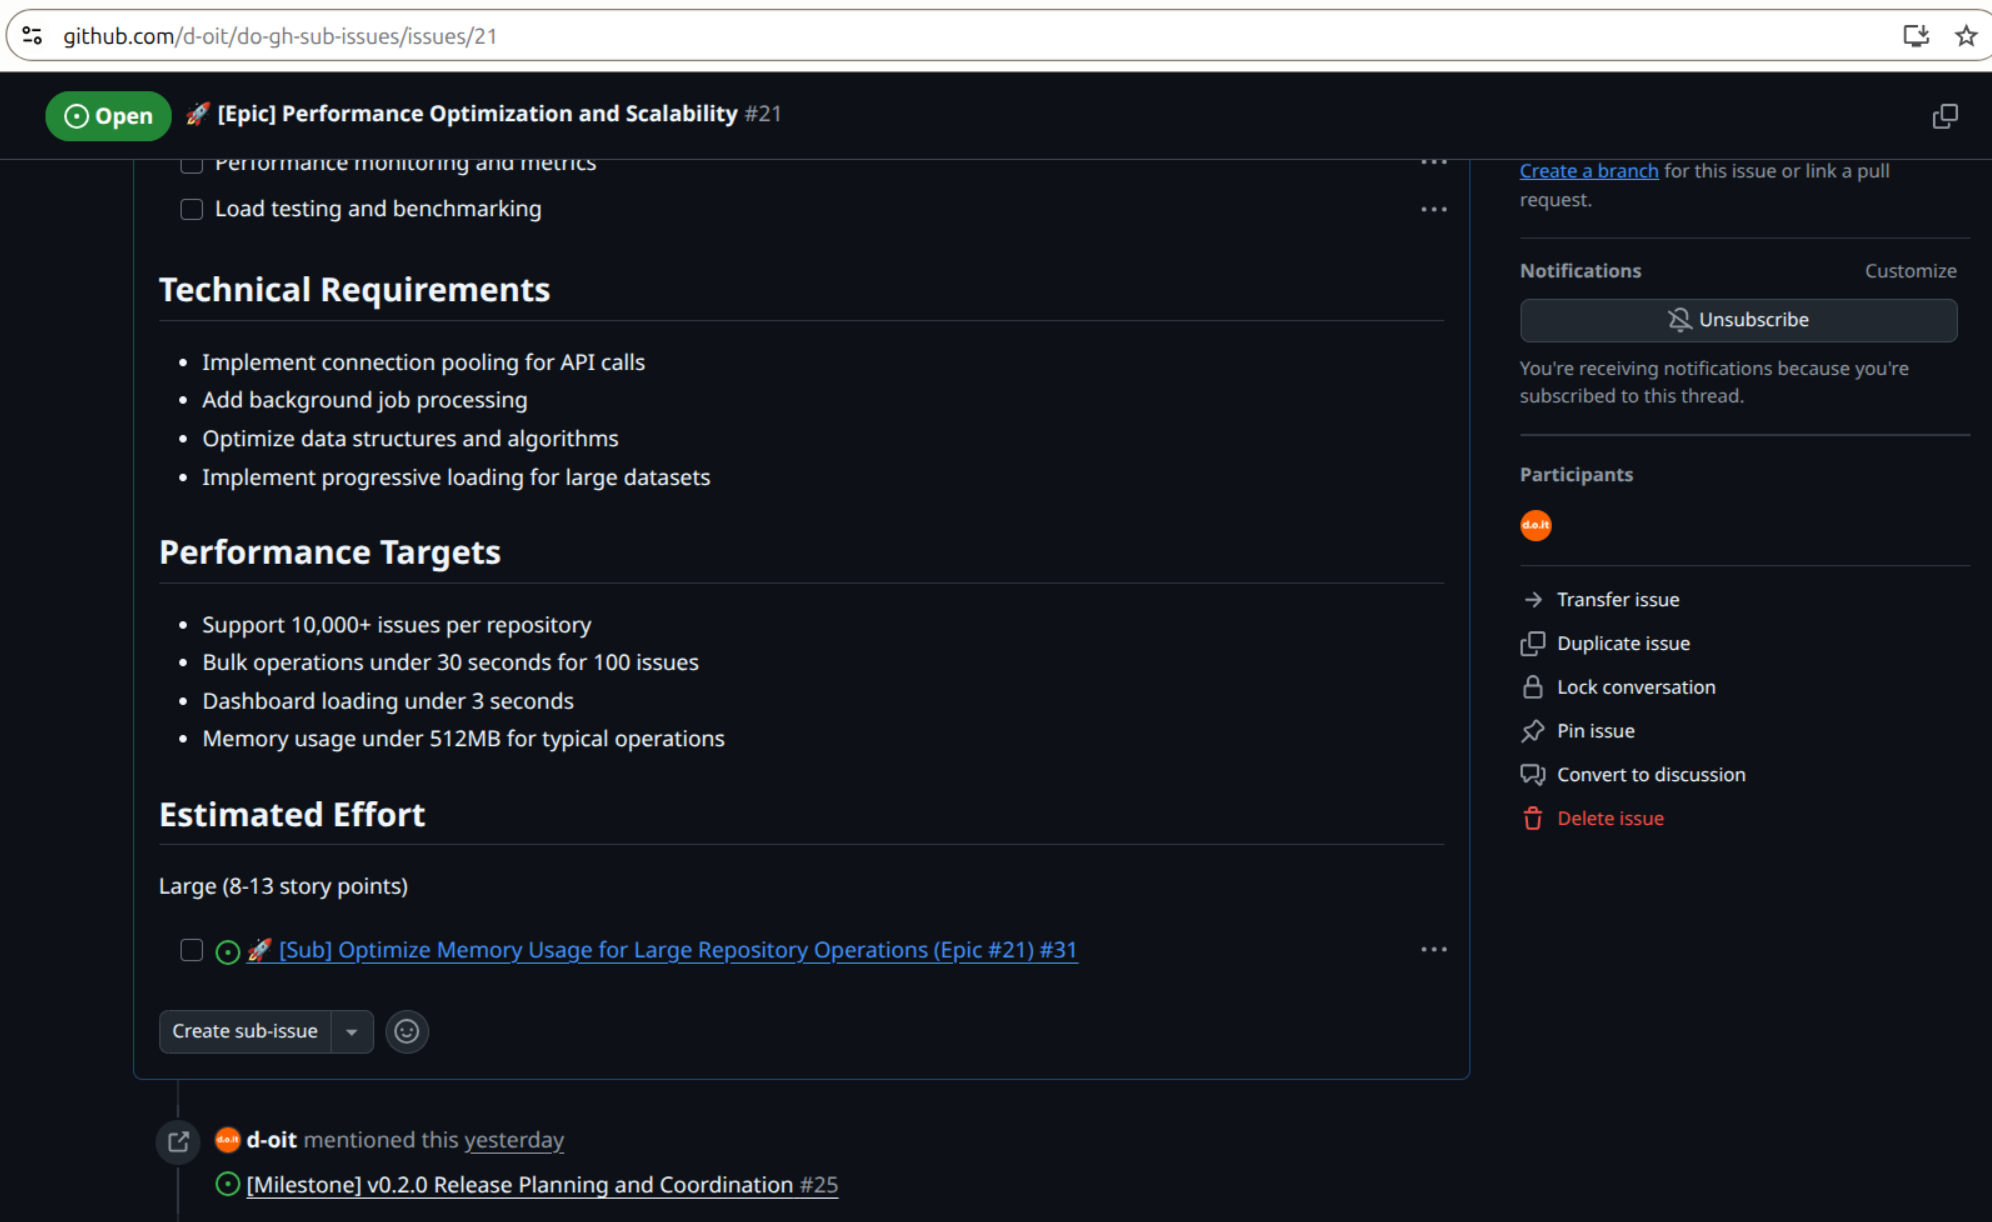 github.com/d-oit/do-gh-sub-issues/issues/21
Open
🚀 [Epic] Performance Optimization and Scalability #21
Performance monitoring and metrics
Load testing and benchmarking
Technical Requirements
• Implement connection pooling for API calls
• Add background job processing
• Optimize data structures and algorithms
• Implement progressive loading for large datasets
Performance Targets
• Support 10,000+ issues per repository
• Bulk operations under 30 seconds for 100 issues
• Dashboard loading under 3 seconds
• Memory usage under 512MB for typical operations
Estimated Effort
Large (8-13 story points)
🚀 [Sub] Optimize Memory Usage for Large Repository Operations (Epic #21) #31
Create sub-issue
d.o.it d-oit mentioned this yesterday
[Milestone] v0.2.0 Release Planning and Coordination #25
Create a branch for this issue or link a pull
request.
Notifications Customize
Unsubscribe
You're receiving notifications because you're
subscribed to this thread.
Participants
d.o.it
Transfer issue
Duplicate issue
Lock conversation
Pin issue
Convert to discussion
Delete issue